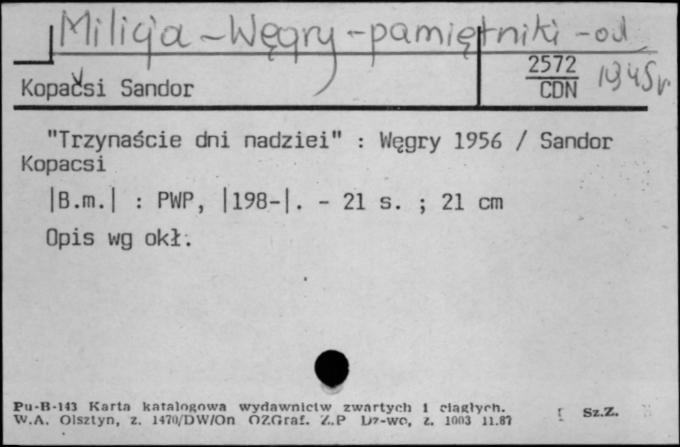 Milicja - Węgry - pamiętniki - od
1945 r
2572
CDN
Kopacsi Sandor
"Trzynaście dni nadziei" : Węgry 1956 / Sandor
Kopacsi
|B.m.| : PWP, |198-|. - 21 s. ; 21 cm
Opis wg okł.
Pu-B-143 Karta katalogowa wydawnictw zwartych i ciągłych.
W.A. Olsztyn, z. 1470/DW/On OZGraf. Z.P Dz-wo, z. 1003 11.87
Sz.Z.